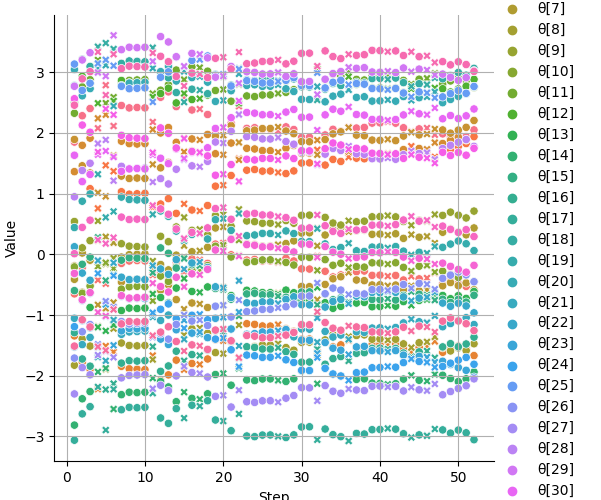 Value
3
2
1
0
−1
−2
−3
0
10
20
30
40
50
Step
θ[7]
θ[8]
θ[9]
θ[10]
θ[11]
θ[12]
θ[13]
θ[14]
θ[15]
θ[16]
θ[17]
θ[18]
θ[19]
θ[20]
θ[21]
θ[22]
θ[23]
θ[24]
θ[25]
θ[26]
θ[27]
θ[28]
θ[29]
θ[30]